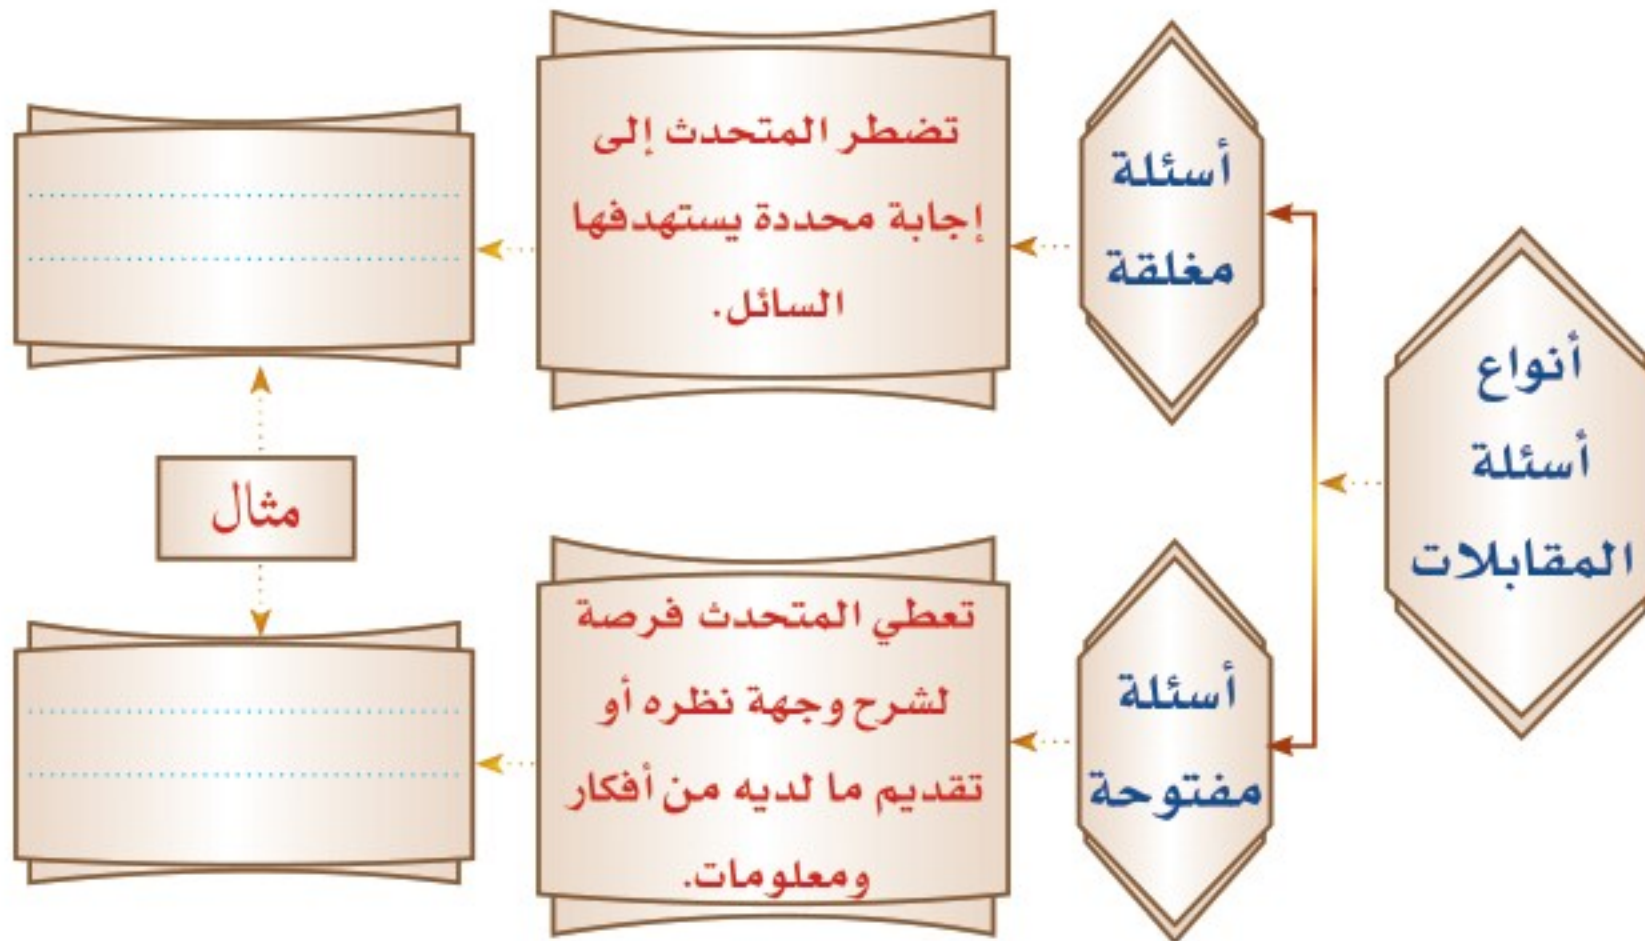 أنواع
أسئلة
المقابلات
أسئلة
مغلقة
تضطر المتحدث إلى
إجابة محددة يستهدفها
السائل.
أسئلة
مفتوحة
تعطي المتحدث فرصة
لشرح وجهة نظره أو
تقديم ما لديه من أفكار
ومعلومات.
مثال